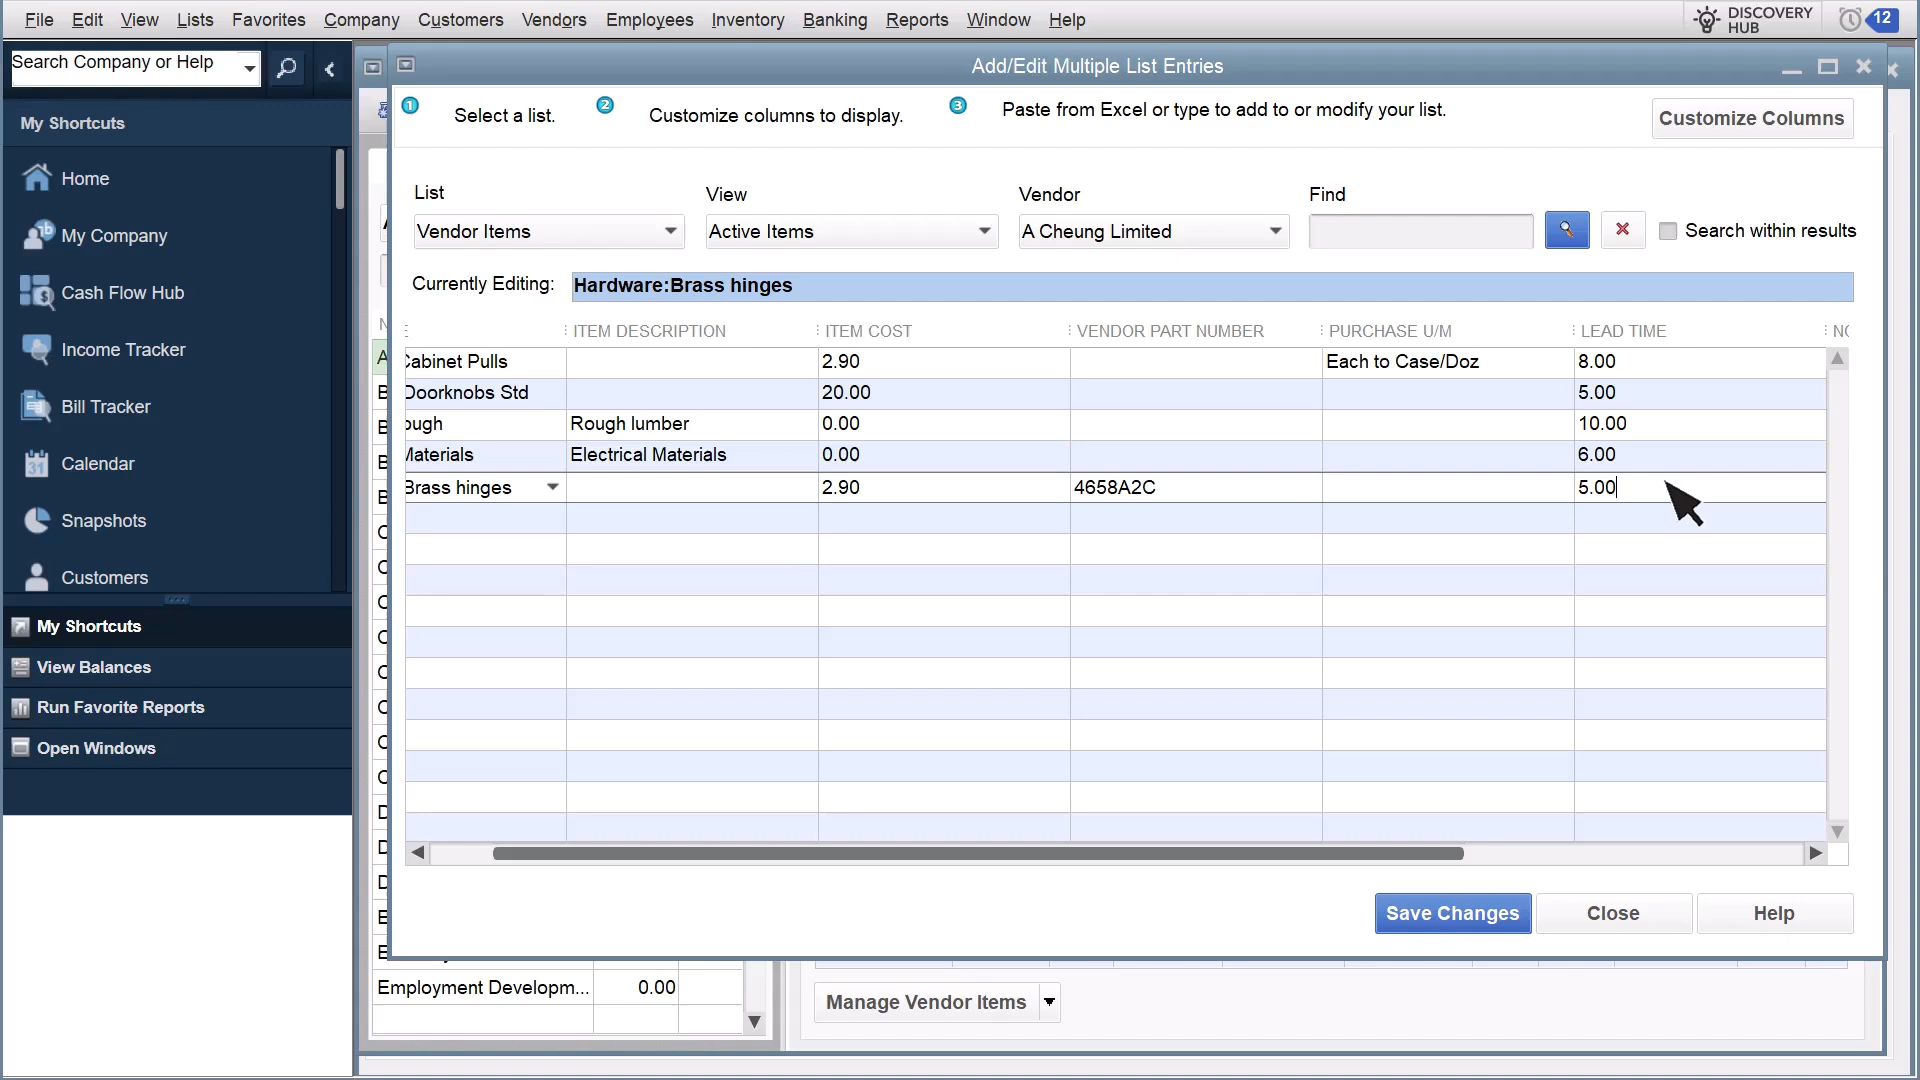 File Edit View Lists Favorites Company Customers Vendors Employees Inventory Banking Reports Window Help
DISCOVERY HUB
12
Search Company or Help
My Shortcuts
Home
My Company
Cash Flow Hub
Income Tracker
Bill Tracker
31 Calendar
Snapshots
Customers
My Shortcuts
View Balances
Run Favorite Reports
Open Windows
Add/Edit Multiple List Entries
1 Select a list. 2 Customize columns to display. 3 Paste from Excel or type to add to or modify your list.
Customize Columns
List View Vendor Find
Vendor Items Active Items A Cheung Limited Search within results
Currently Editing: Hardware:Brass hinges
ITEM DESCRIPTION ITEM COST VENDOR PART NUMBER PURCHASE U/M LEAD TIME
Cabinet Pulls 2.90 Each to Case/Doz 8.00
Doorknobs Std 20.00 5.00
ough Rough lumber 0.00 10.00
Materials Electrical Materials 0.00 6.00
Brass hinges 2.90 4658A2C 5.00
Save Changes Close Help
Employment Developm... 0.00
Manage Vendor Items